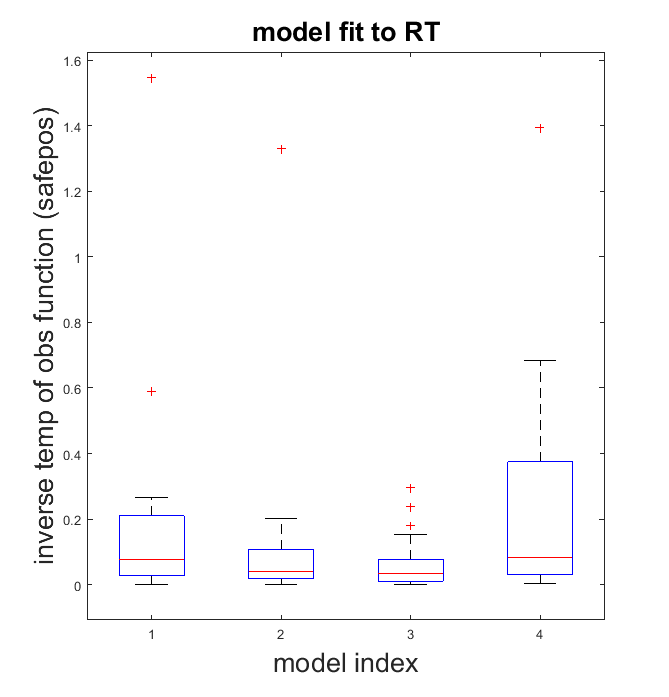 model fit to RT
inverse temp of obs function (safepos)
1.6
1.4
1.2
1
0.8
0.6
0.4
0.2
0
1 2 3 4
model index